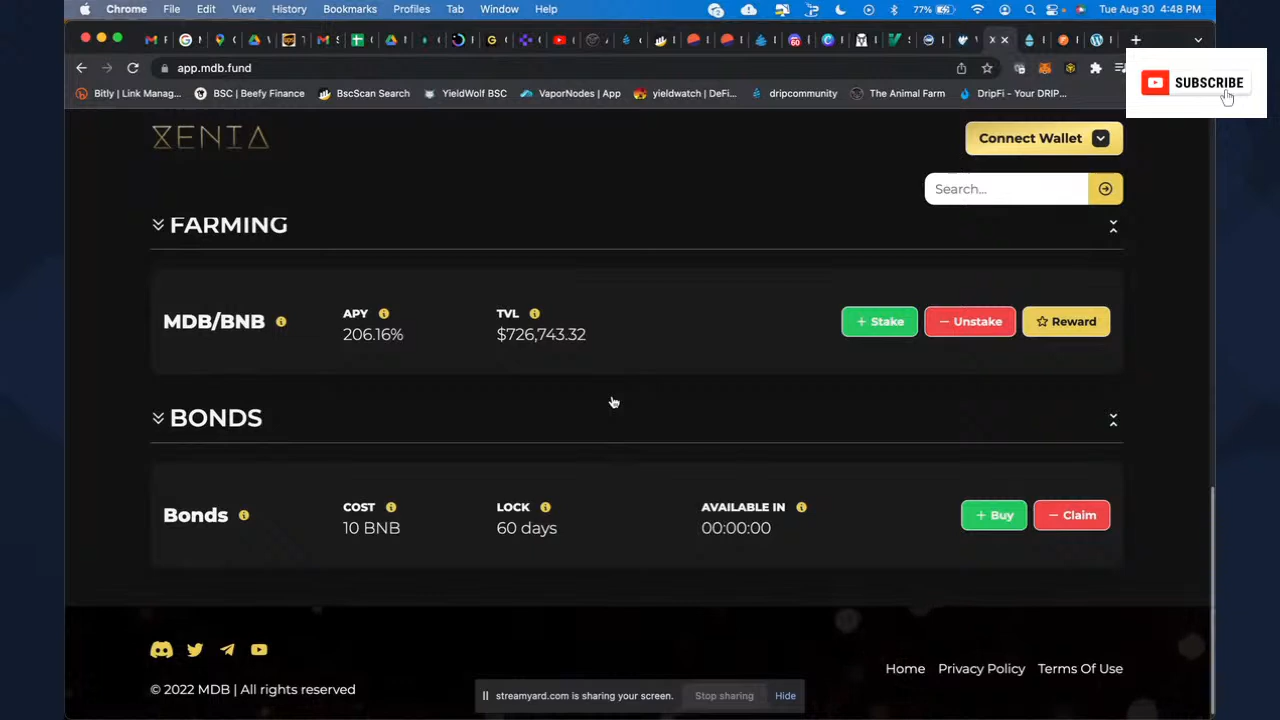 Chrome File Edit View History Bookmarks Profiles Tab Window Help 77% Tue Aug 30 4:48 PM
app.mdb.fund
Bitly | Link Manag... BSC | Beefy Finance BscScan Search YieldWolf BSC VaporNodes | App yieldwatch | DeFi... dripcommunity The Animal Farm DripFi - Your DRIP...
SUBSCRIBE
XENIA
Connect Wallet
Search...
FARMING
MDB/BNB
APY
206.16%
TVL
$726,743.32
+ Stake
− Unstake
Reward
BONDS
Bonds
COST
10 BNB
LOCK
60 days
AVAILABLE IN
00:00:00
+ Buy
− Claim
Home Privacy Policy Terms Of Use
© 2022 MDB | All rights reserved
streamyard.com is sharing your screen. Stop sharing Hide